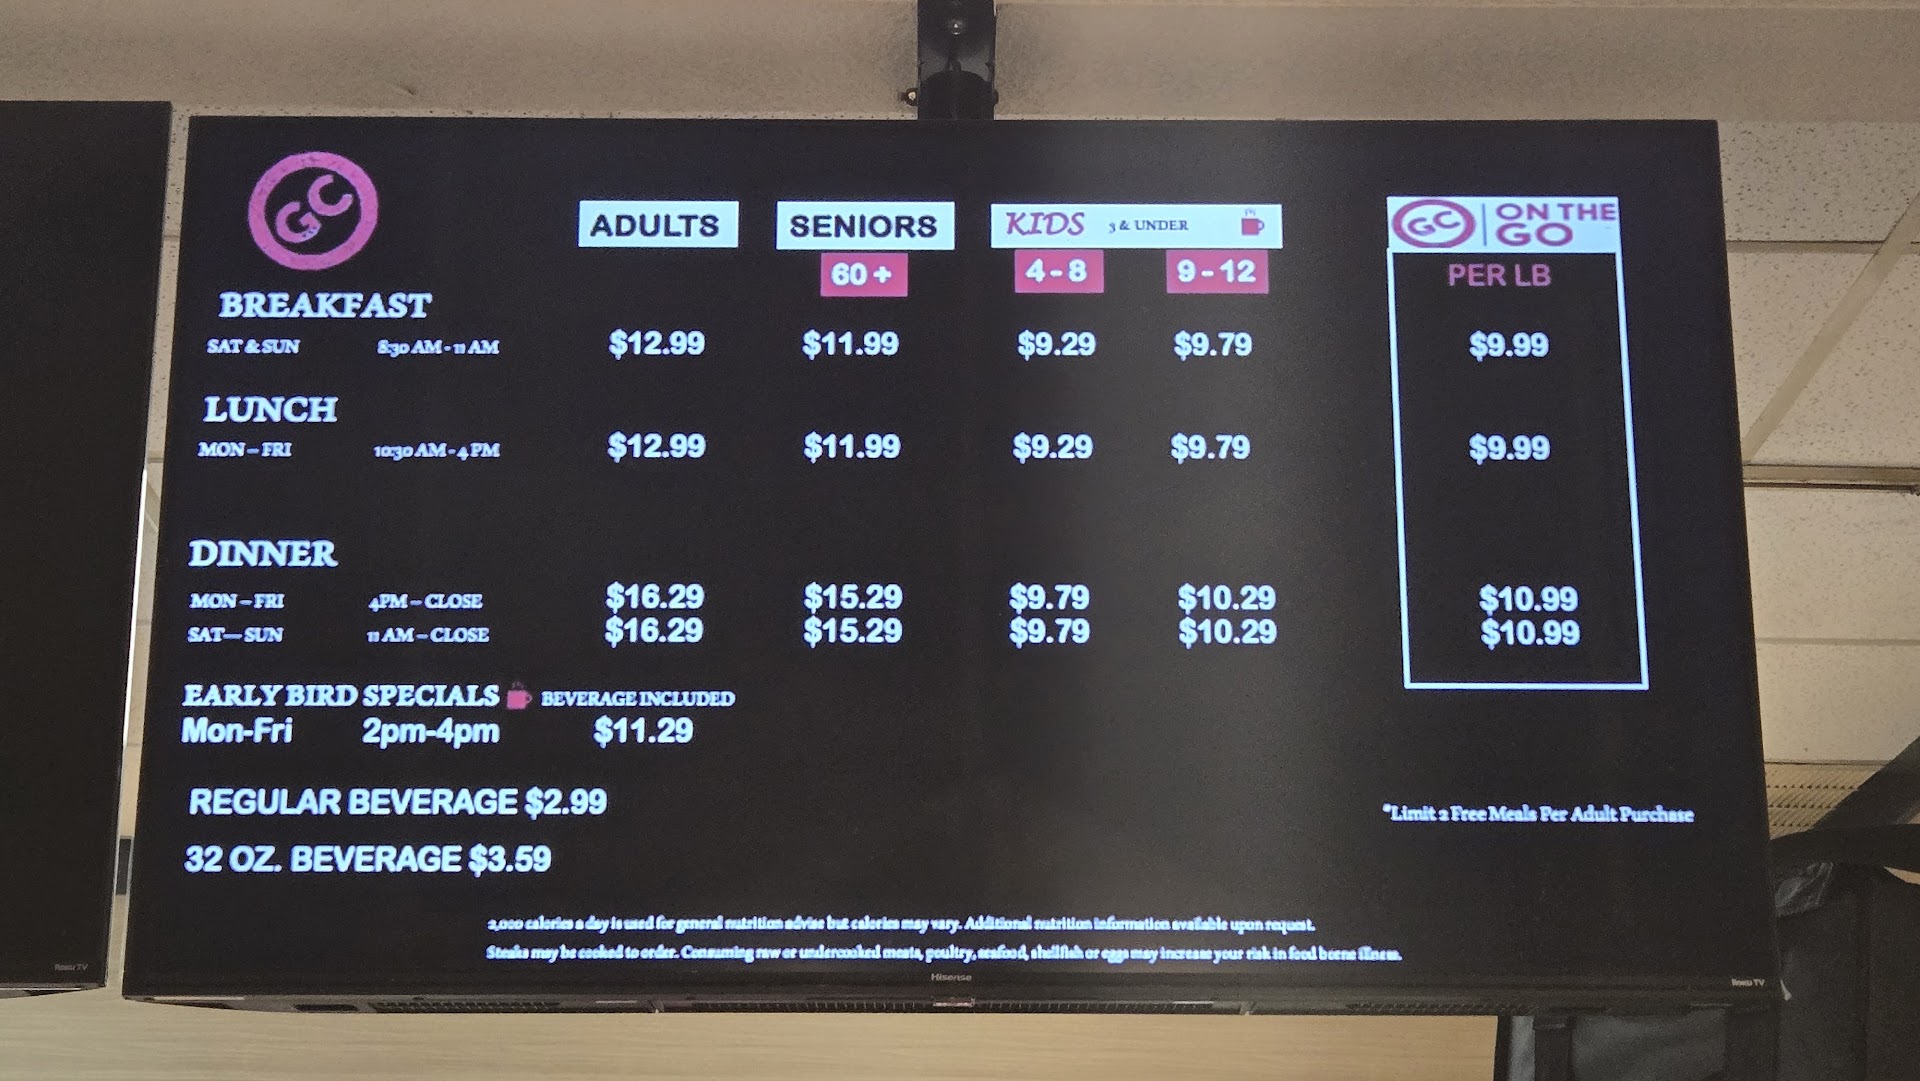 GC
ADULTS SENIORS KIDS 3 & UNDER GC ON THE GO
60 + 4 - 8 9 - 12 PER LB
BREAKFAST
SAT & SUN 8:30 AM - 11 AM $12.99 $11.99 $9.29 $9.79 $9.99
LUNCH
MON – FRI 10:30 AM - 4 PM $12.99 $11.99 $9.29 $9.79 $9.99
DINNER
MON – FRI 4PM – CLOSE $16.29 $15.29 $9.79 $10.29 $10.99
SAT— SUN 11 AM – CLOSE $16.29 $15.29 $9.79 $10.29 $10.99
EARLY BIRD SPECIALS BEVERAGE INCLUDED
Mon-Fri 2pm-4pm $11.29
REGULAR BEVERAGE $2.99
*Limit 2 Free Meals Per Adult Purchase
32 OZ. BEVERAGE $3.59
2,000 calories a day is used for general nutrition advise but calories may vary. Additional nutrition information available upon request.
Steaks may be cooked to order. Consuming raw or undercooked meats, poultry, seafood, shellfish or eggs may increase your risk in food borne illness.
Hisense
Roku TV
Roku TV